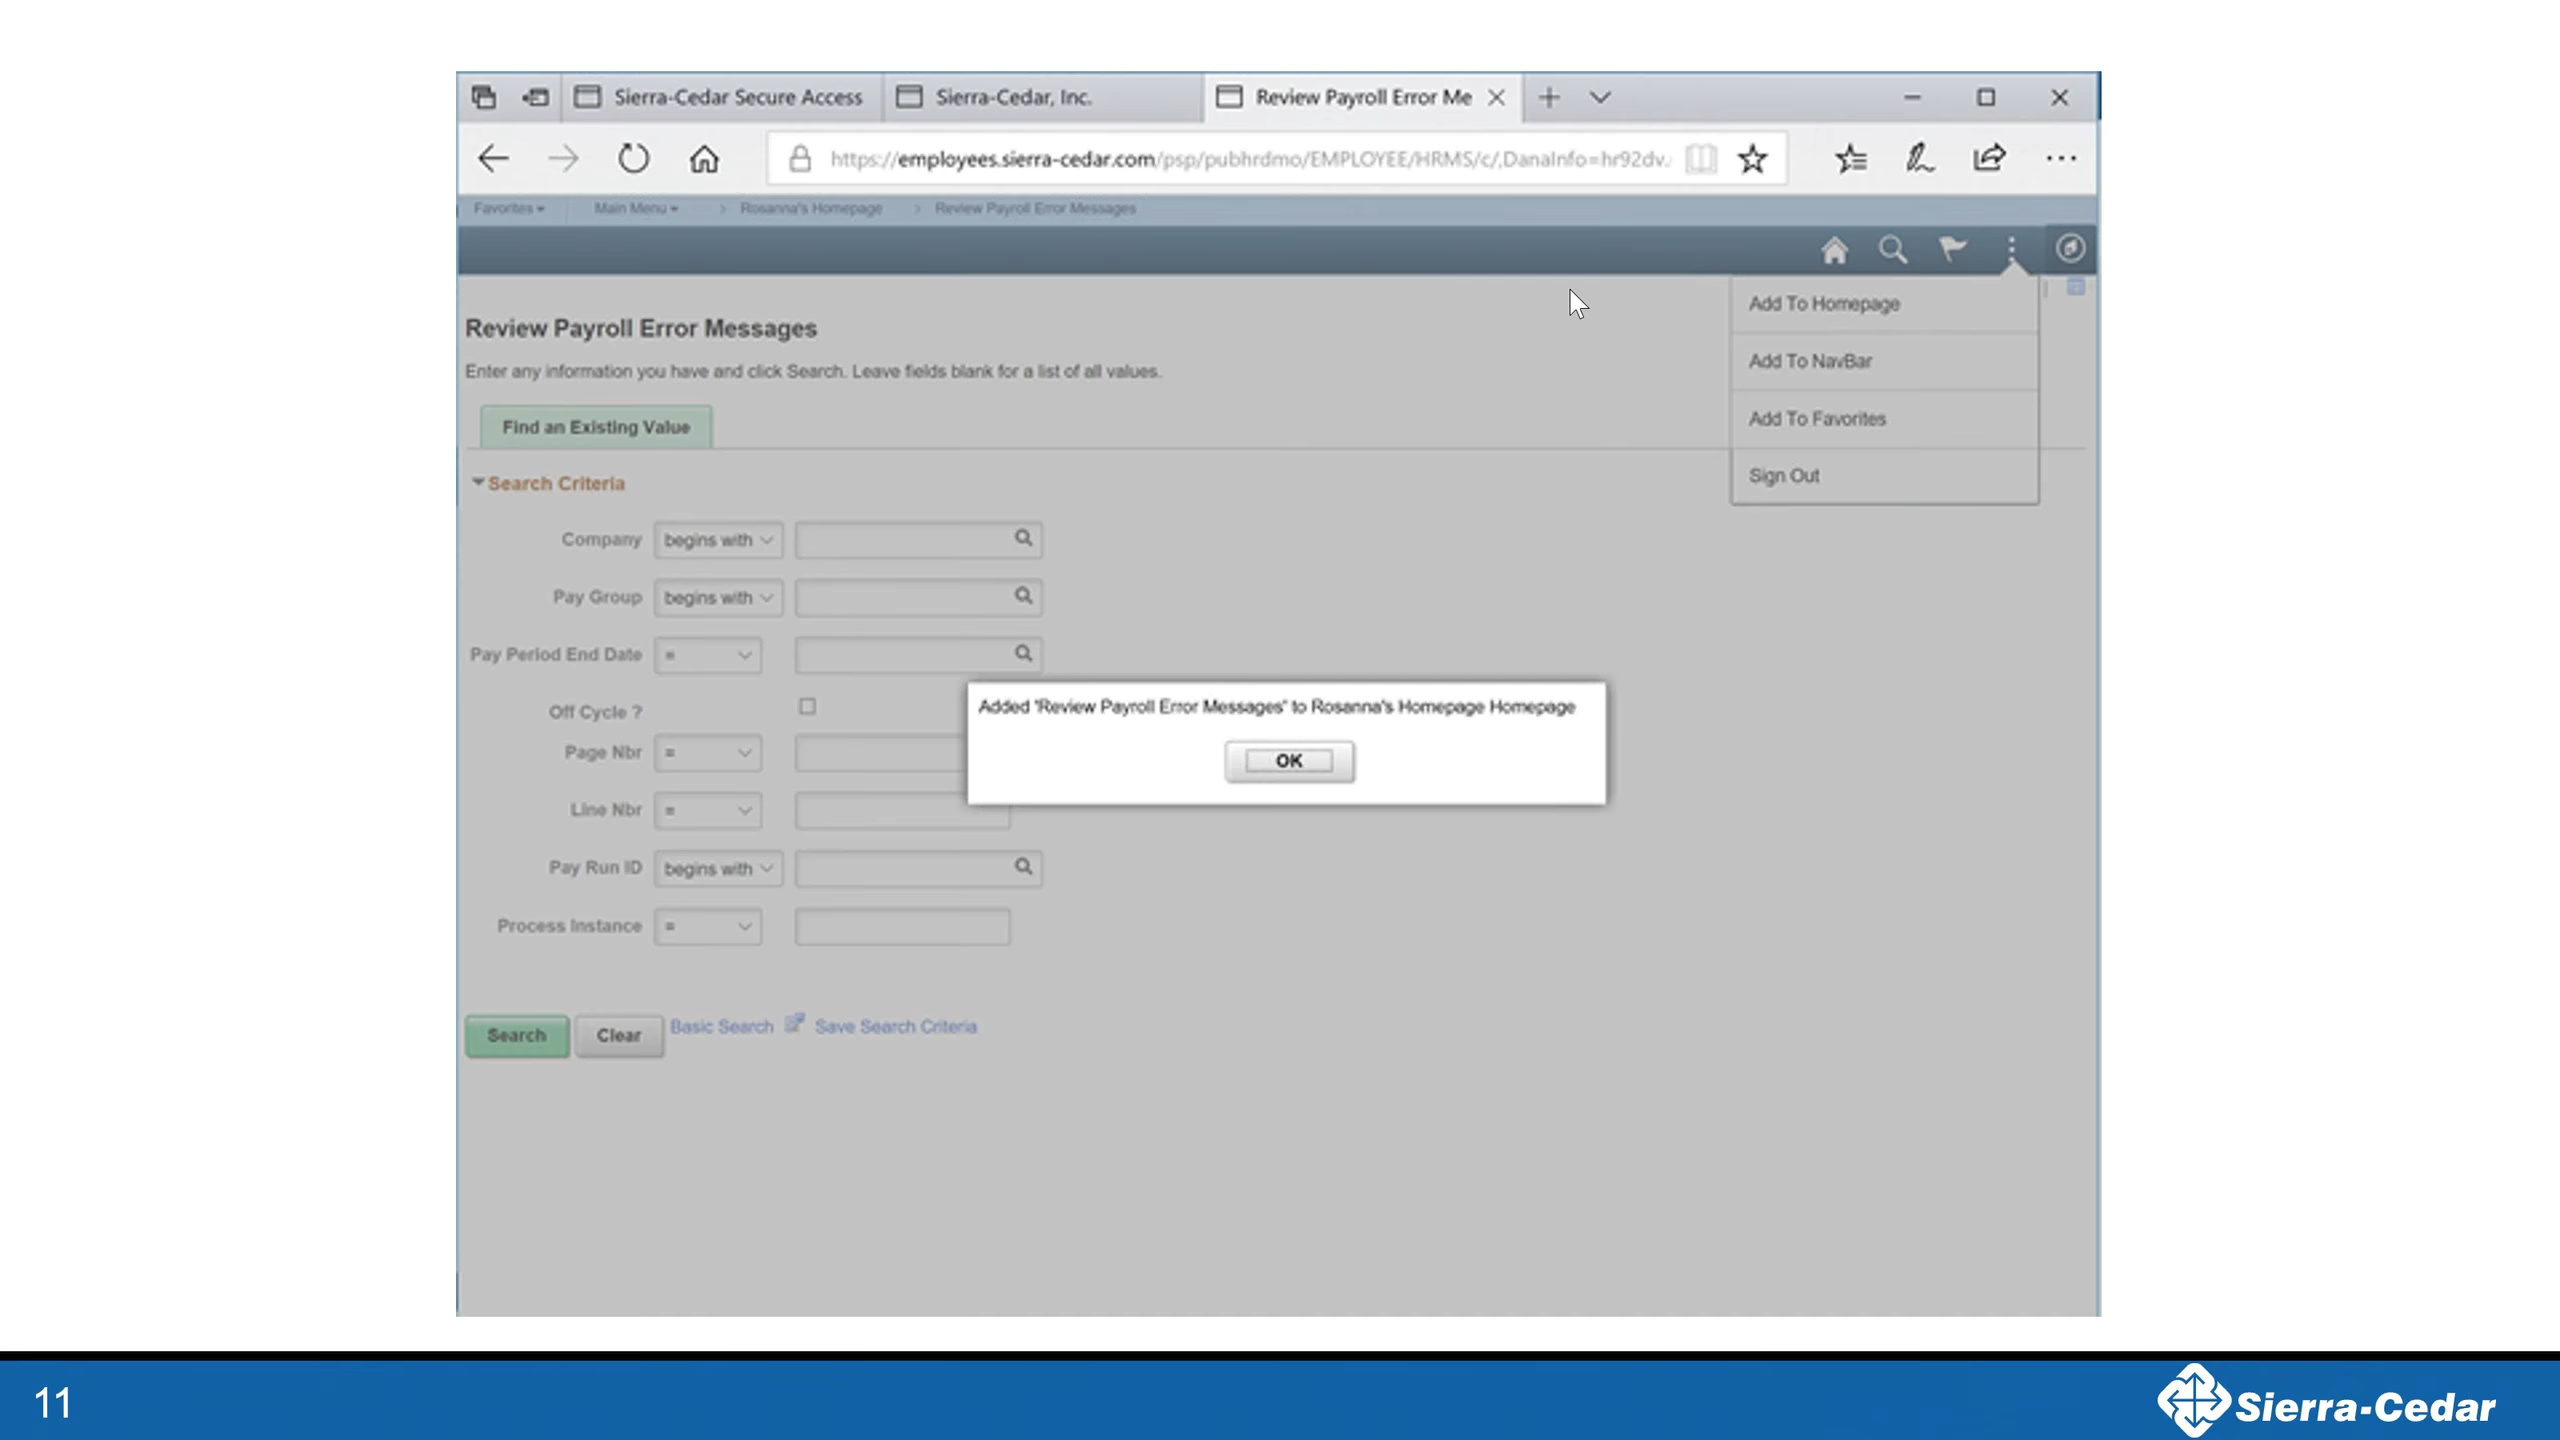 Sierra-Cedar Secure Access
Sierra-Cedar, Inc.
Review Payroll Error Me
https://employees.sierra-cedar.com/psp/pubhrdmo/EMPLOYEE/HRMS/c/,DanaInfo=hr92dv.
Favorites
Main Menu
> Rosanna's Homepage
> Review Payroll Error Messages
Add To Homepage
Add To NavBar
Add To Favorites
Sign Out
Review Payroll Error Messages
Enter any information you have and click Search. Leave fields blank for a list of all values.
Find an Existing Value
Search Criteria
Company begins with
Pay Group begins with
Pay Period End Date =
Off Cycle ?
Page Nbr =
Line Nbr =
Pay Run ID begins with
Process Instance =
Added 'Review Payroll Error Messages' to Rosanna's Homepage Homepage
OK
Search Clear Basic Search Save Search Criteria
11
Sierra-Cedar